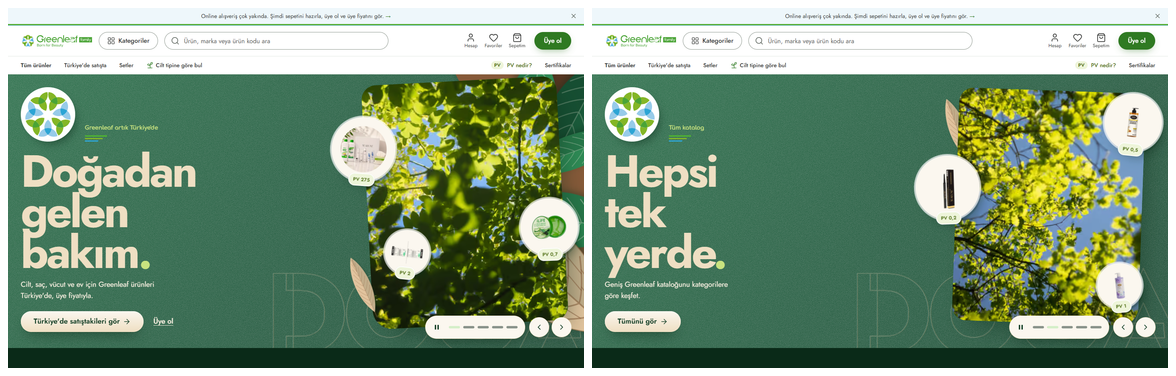 Online alışveriş çok yakında. Şimdi sepetini hazırla, üye ol ve üye fiyatını gör. →
Greenleaf
Born for Beauty
Kategoriler
Ürün, marka veya ürün kodu ara
Hesap
Favoriler
Sepetim
Üye ol
Tüm ürünler
Türkiye'de satışta
Setler
Cilt tipine göre bul
PV
PV nedir?
Sertifikalar
Greenleaf artık Türkiye'de
Doğadan
gelen
bakım.
Cilt, saç, vücut ve ev için Greenleaf ürünleri
Türkiye'de, üye fiyatıyla.
Türkiye'de satıştakileri gör →
Üye ol
PV 275
PV 0,7
PV 2
Online alışveriş çok yakında. Şimdi sepetini hazırla, üye ol ve üye fiyatını gör. →
Greenleaf
Born for Beauty
Kategoriler
Ürün, marka veya ürün kodu ara
Hesap
Favoriler
Sepetim
Üye ol
Tüm ürünler
Türkiye'de satışta
Setler
Cilt tipine göre bul
PV
PV nedir?
Sertifikalar
Tüm katalog
Hepsi
tek
yerde.
Geniş Greenleaf kataloğunu kategorilere
göre keşfet.
Tümünü gör →
PV 0,5
PV 0,2
PV 1